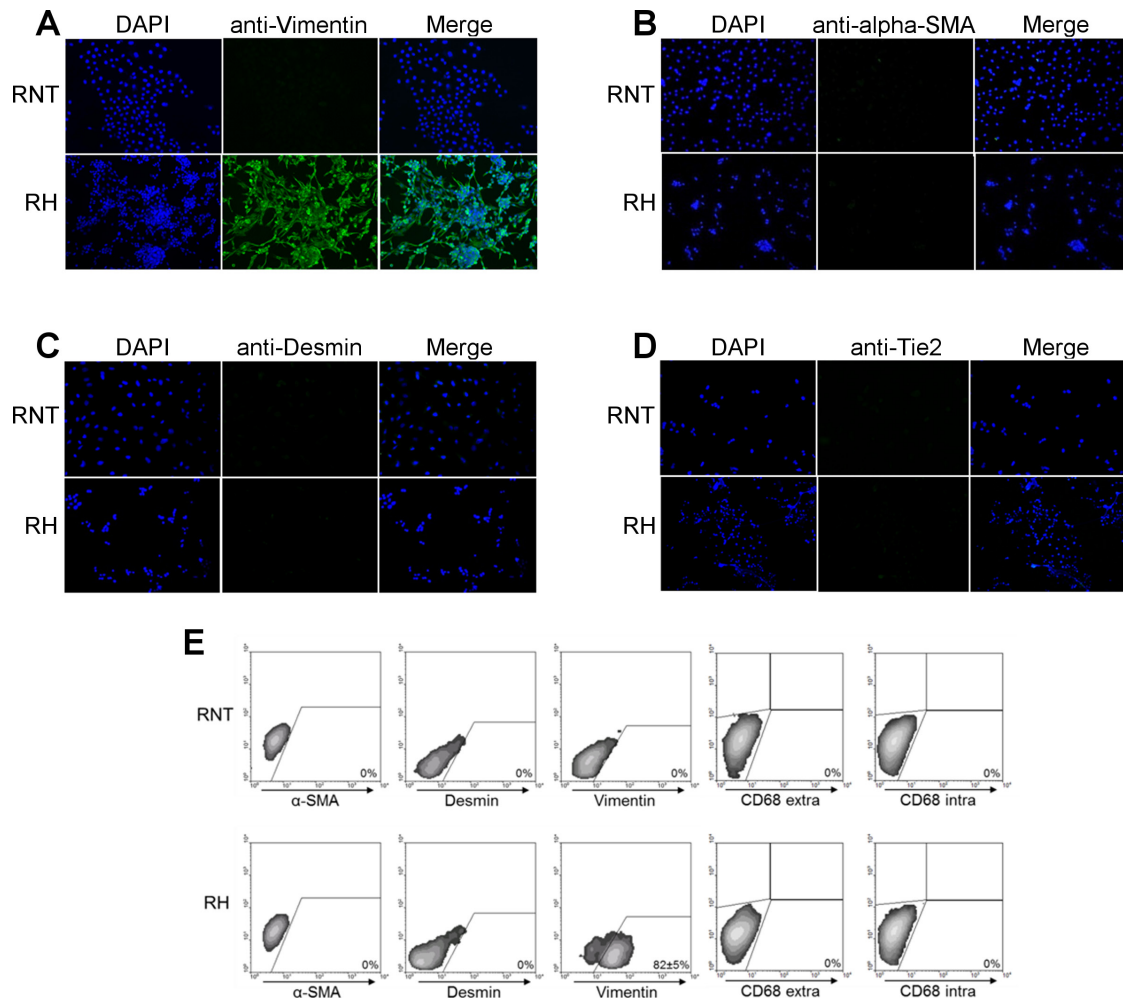 A
DAPI anti-Vimentin Merge
RNT
RH
B
DAPI anti-alpha-SMA Merge
RNT
RH
C
DAPI anti-Desmin Merge
RNT
RH
D
DAPI anti-Tie2 Merge
RNT
RH
E
RNT
0% 0% 0% 0% 0%
α-SMA Desmin Vimentin CD68 extra CD68 intra
RH
0% 0% 82±5% 0% 0%
α-SMA Desmin Vimentin CD68 extra CD68 intra